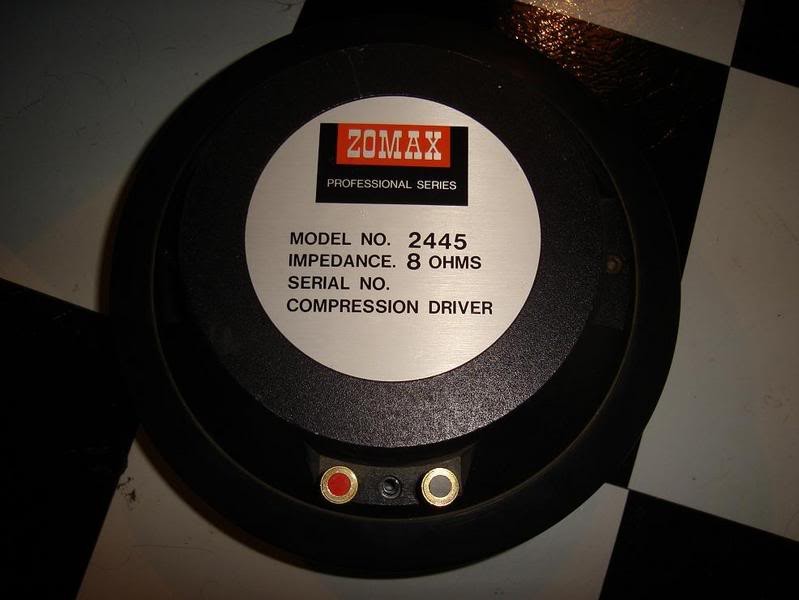 ZOMAX
PROFESSIONAL SERIES
MODEL NO. 2445
IMPEDANCE. 8 OHMS
SERIAL NO.
COMPRESSION DRIVER